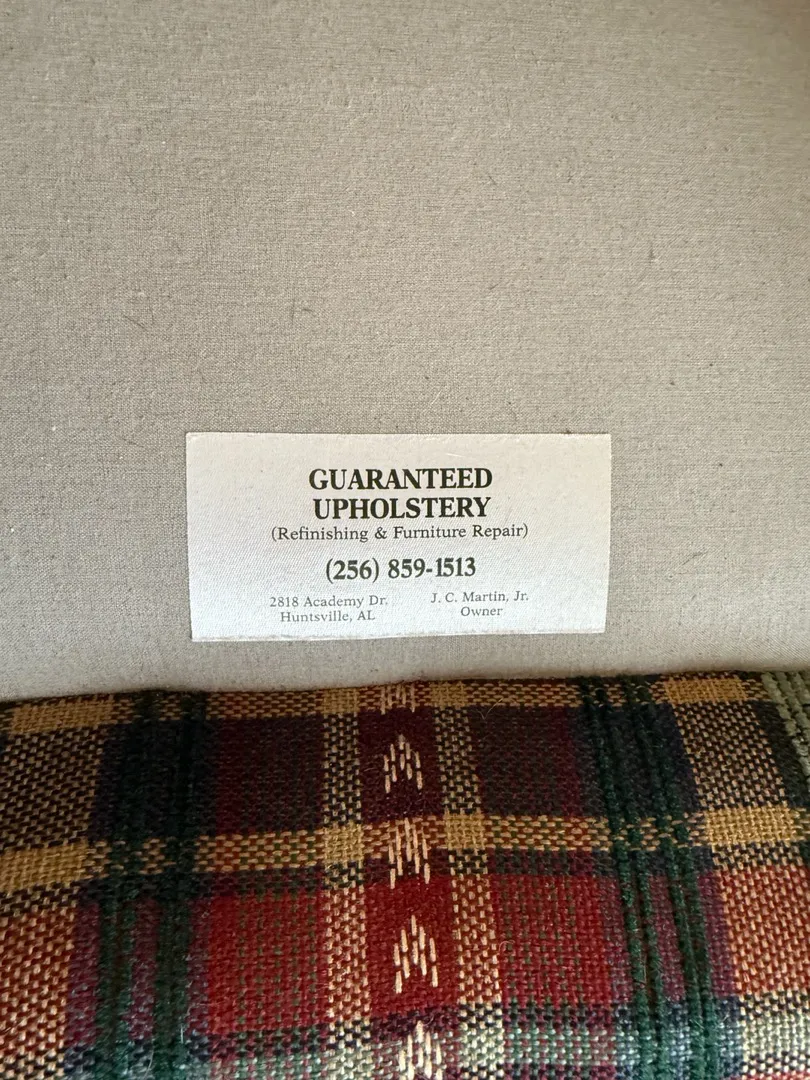 GUARANTEED
UPHOLSTERY
(Refinishing & Furniture Repair)
(256) 859-1513
2818 Academy Dr.
Huntsville, AL
J. C. Martin, Jr.
Owner